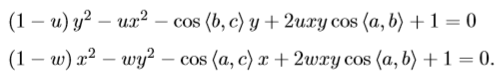 (1 − u) y² − ux² − cos ⟨b, c⟩ y + 2uxy cos ⟨a, b⟩ + 1 = 0
(1 − w) x² − wy² − cos ⟨a, c⟩ x + 2wxy cos ⟨a, b⟩ + 1 = 0.